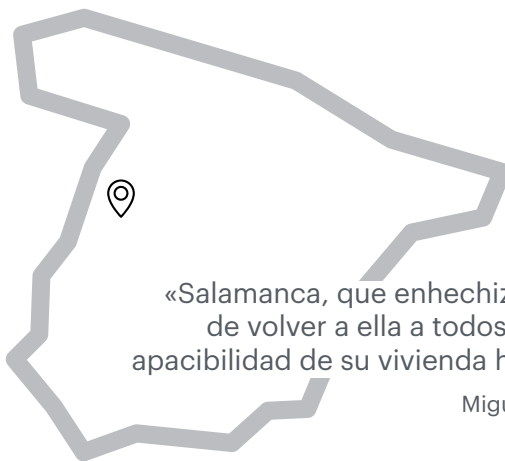 «Salamanca, que enhechiz
de volver a ella a todos
apacibilidad de su vivienda h
Migu